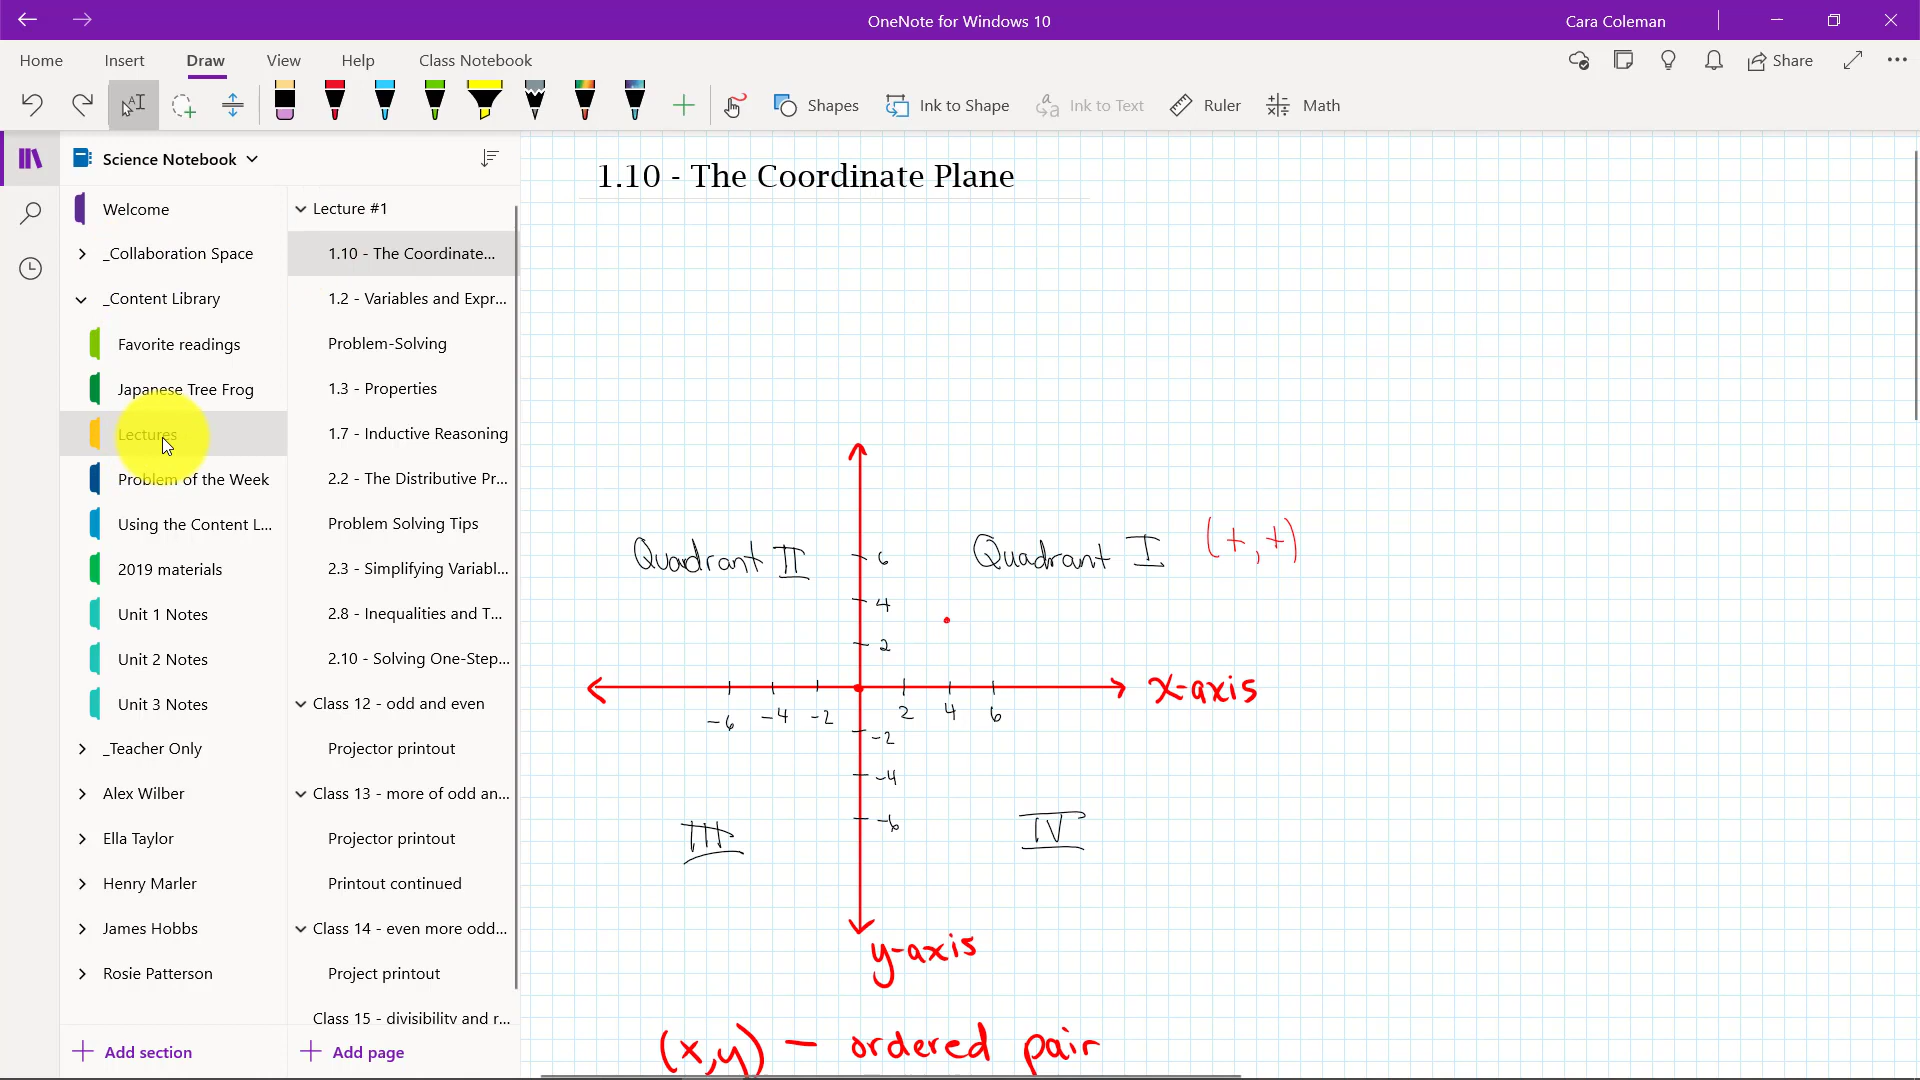 OneNote for Windows 10
Cara Coleman
Home Insert Draw View Help Class Notebook
Share
Shapes Ink to Shape Ink to Text Ruler Math
Science Notebook
Welcome
_Collaboration Space
_Content Library
Favorite readings
Japanese Tree Frog
Lectures
Problem of the Week
Using the Content L...
2019 materials
Unit 1 Notes
Unit 2 Notes
Unit 3 Notes
_Teacher Only
Alex Wilber
Ella Taylor
Henry Marler
James Hobbs
Rosie Patterson
Add section
Lecture #1
1.10 - The Coordinate...
1.2 - Variables and Expr...
Problem-Solving
1.3 - Properties
1.7 - Inductive Reasoning
2.2 - The Distributive Pr...
Problem Solving Tips
2.3 - Simplifying Variabl...
2.8 - Inequalities and T...
2.10 - Solving One-Step...
Class 12 - odd and even
Projector printout
Class 13 - more of odd an...
Projector printout
Printout continued
Class 14 - even more odd...
Project printout
Class 15 - divisibility and r...
Add page
1.10 - The Coordinate Plane
Quadrant II
Quadrant I (+,+)
6
4
2
x-axis
-6 -4 -2 2 4 6
-2
-4
-6
III
IV
y-axis
(x,y) — ordered pair